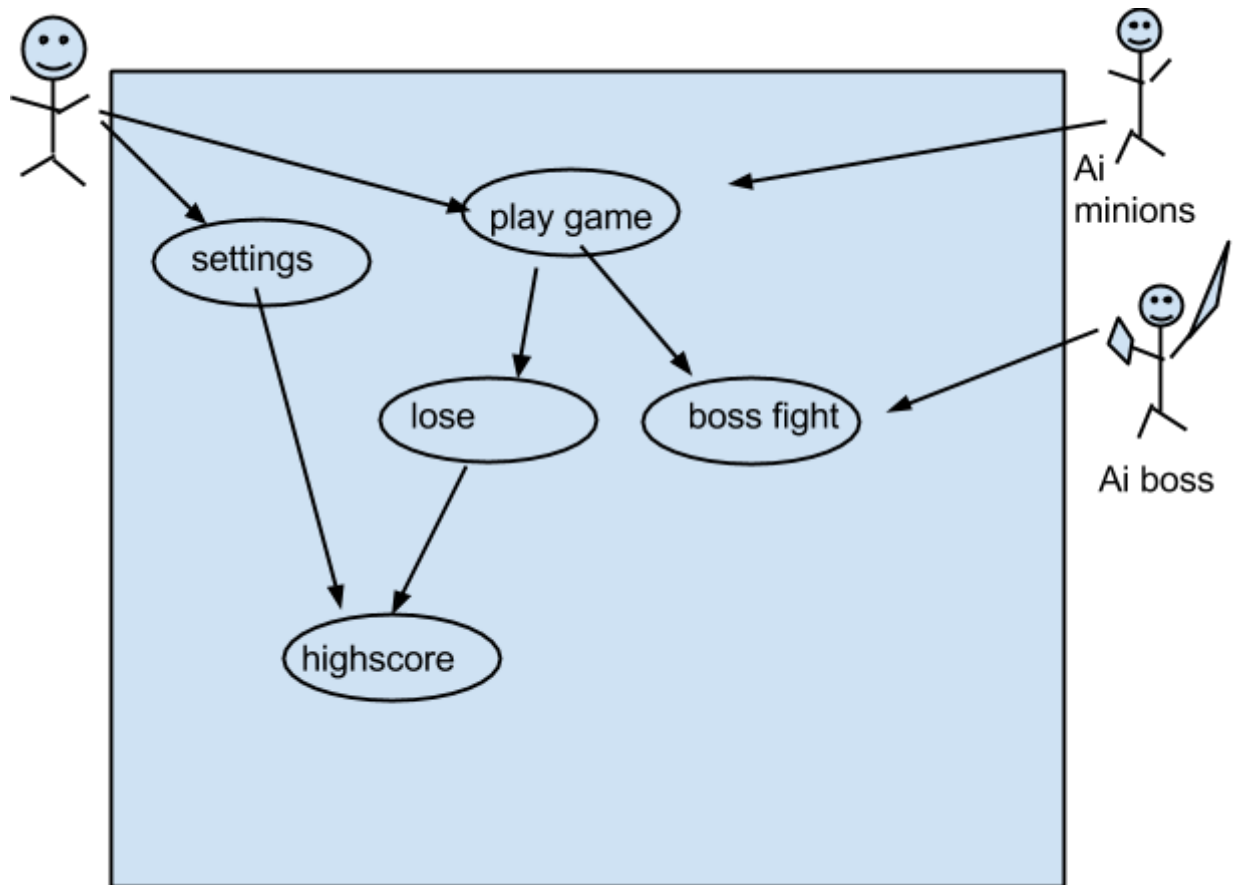 play game
Ai
minions
settings
lose
boss fight
Ai boss
highscore